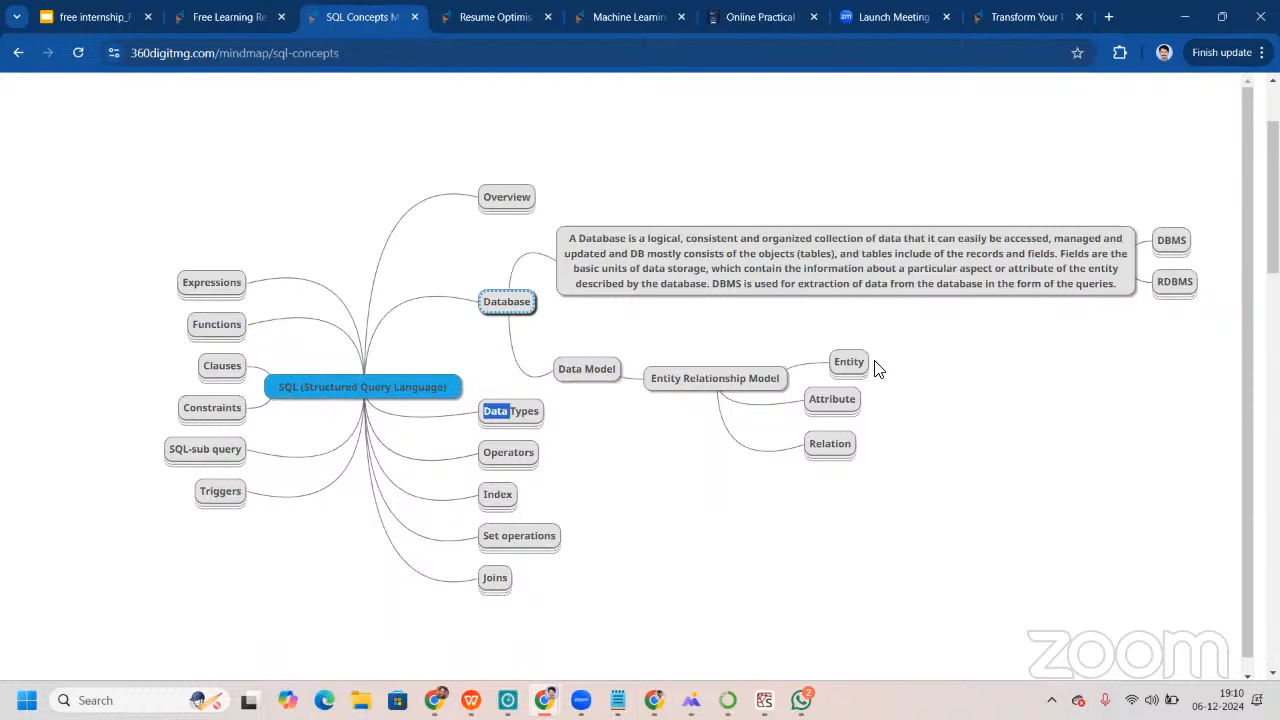 free internship_F
Free Learning Re
SQL Concepts M
Resume Optimis
Machine Learnin
Online Practical
Launch Meeting
Transform Your I
360digitmg.com/mindmap/sql-concepts
Finish update
Overview
A Database is a logical, consistent and organized collection of data that it can easily be accessed, managed and
updated and DB mostly consists of the objects (tables), and tables include of the records and fields. Fields are the
basic units of data storage, which contain the information about a particular aspect or attribute of the entity
described by the database. DBMS is used for extraction of data from the database in the form of the queries.
DBMS
RDBMS
Expressions
Database
Functions
Clauses
Data Model
Entity Relationship Model
Entity
SQL (Structured Query Language)
Attribute
Constraints
Data Types
Relation
SQL-sub query
Operators
Triggers
Index
Set operations
Joins
zoom
Search
zoom
2
19:10
06-12-2024